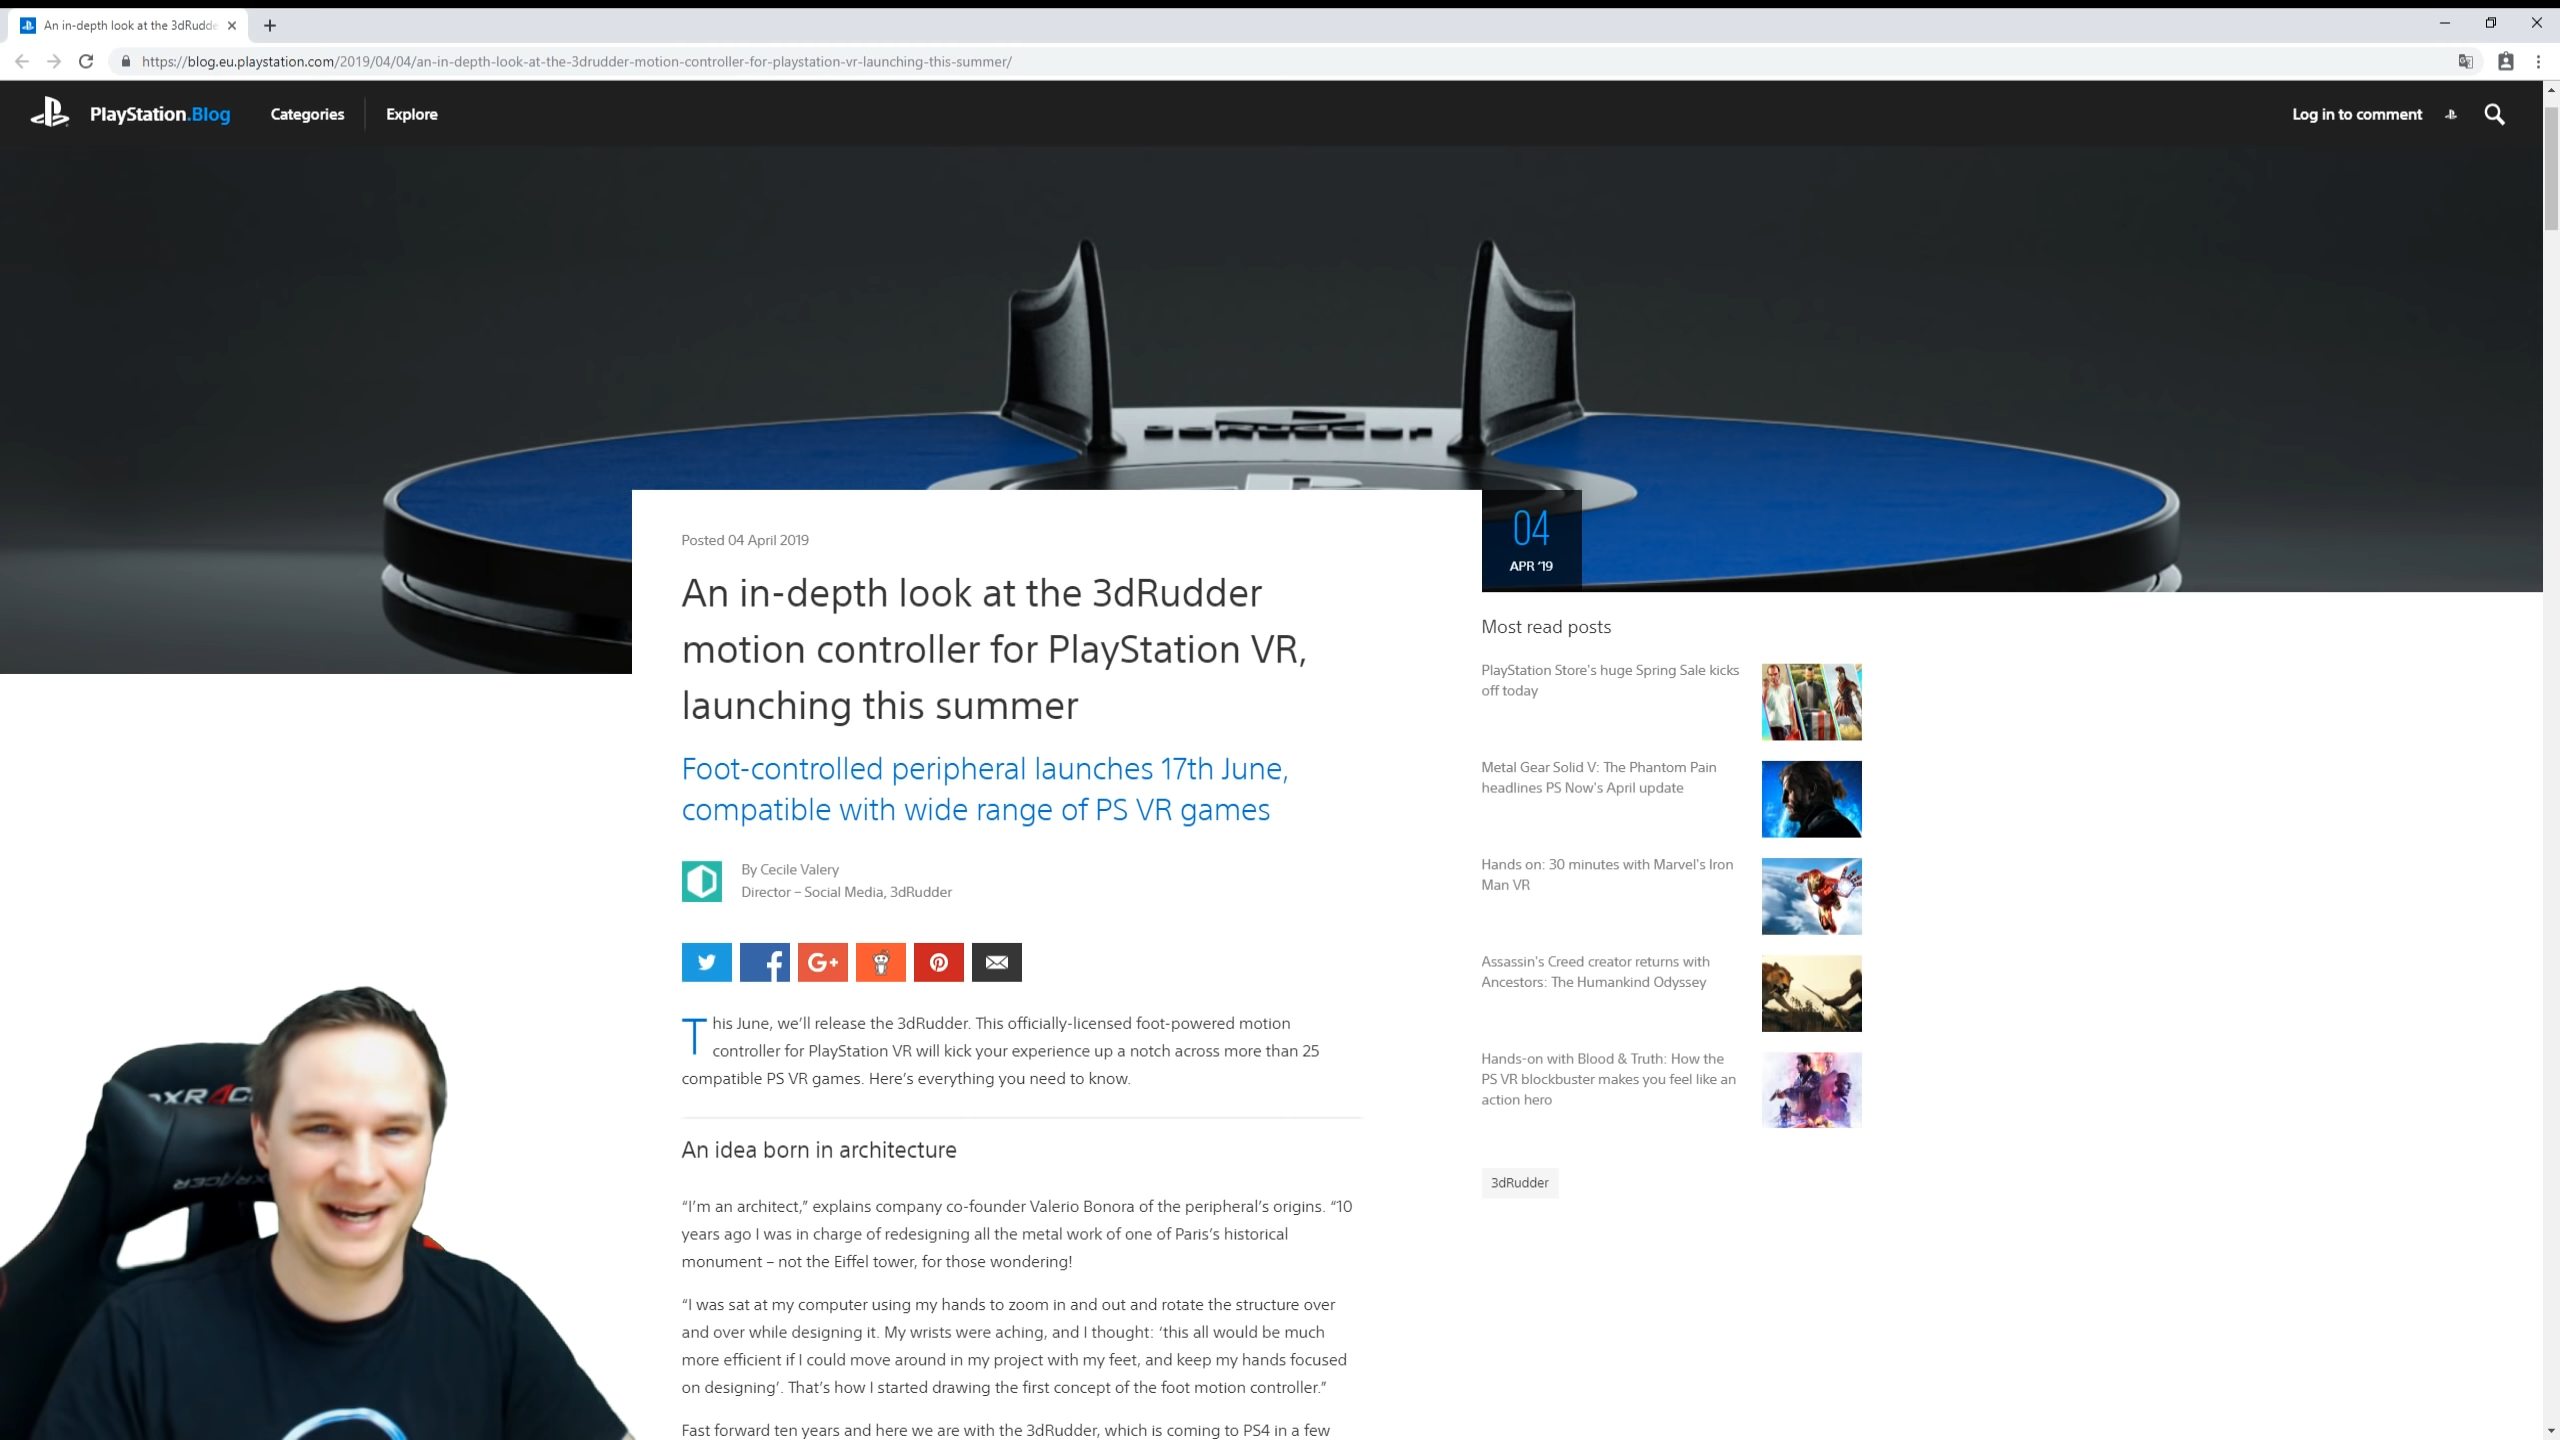 An in-depth look at the 3dRudde
https://blog.eu.playstation.com/2019/04/04/an-in-depth-look-at-the-3drudder-motion-controller-for-playstation-vr-launching-this-summer/
PlayStation.Blog
Categories
Explore
Log in to comment
3dRudder
04
APR '19
Posted 04 April 2019
An in-depth look at the 3dRudder
motion controller for PlayStation VR,
launching this summer
Foot-controlled peripheral launches 17th June,
compatible with wide range of PS VR games
By Cecile Valery
Director – Social Media, 3dRudder
G+
This June, we'll release the 3dRudder. This officially-licensed foot-powered motion
controller for PlayStation VR will kick your experience up a notch across more than 25
compatible PS VR games. Here's everything you need to know.
An idea born in architecture
“I'm an architect,” explains company co-founder Valerio Bonora of the peripheral's origins. “10
years ago I was in charge of redesigning all the metal work of one of Paris's historical
monument – not the Eiffel tower, for those wondering!
“I was sat at my computer using my hands to zoom in and out and rotate the structure over
and over while designing it. My wrists were aching, and I thought: ‘this all would be much
more efficient if I could move around in my project with my feet, and keep my hands focused
on designing’. That's how I started drawing the first concept of the foot motion controller.”
Fast forward ten years and here we are with the 3dRudder, which is coming to PS4 in a few
Most read posts
PlayStation Store's huge Spring Sale kicks
off today
Metal Gear Solid V: The Phantom Pain
headlines PS Now's April update
Hands on: 30 minutes with Marvel's Iron
Man VR
Assassin's Creed creator returns with
Ancestors: The Humankind Odyssey
Hands-on with Blood & Truth: How the
PS VR blockbuster makes you feel like an
action hero
3dRudder